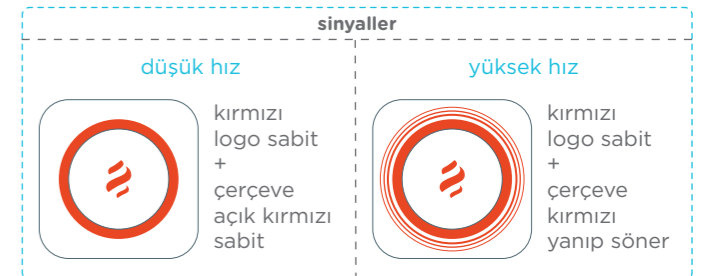 sinyaller
düşük hız
kırmızı
logo sabit
+
çerçeve
açık kırmızı
sabit
yüksek hız
kırmızı
logo sabit
+
çerçeve
kırmızı
yanıp söner